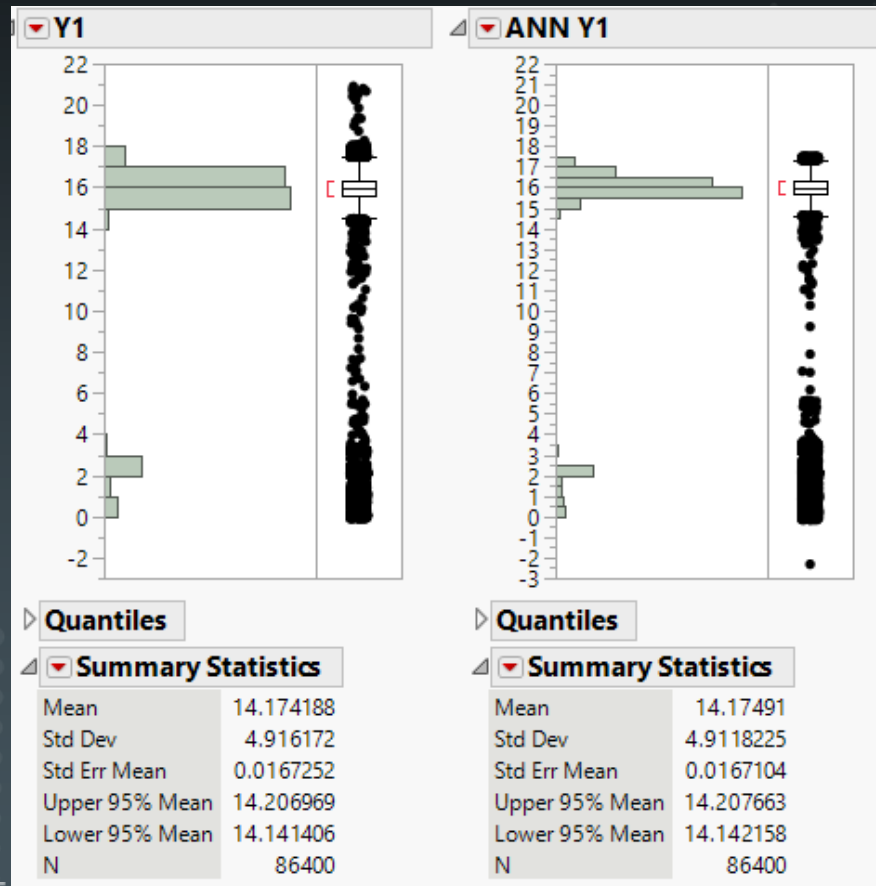 Y1
22
20
18
16
14
12
10
8
6
4
2
0
-2
Quantiles
Summary Statistics
Mean 14.174188
Std Dev 4.916172
Std Err Mean 0.0167252
Upper 95% Mean 14.206969
Lower 95% Mean 14.141406
N 86400
ANN Y1
22
21
20
19
18
17
16
15
14
13
12
11
10
9
8
7
6
5
4
3
2
1
0
-1
-2
-3
Quantiles
Summary Statistics
Mean 14.17491
Std Dev 4.9118225
Std Err Mean 0.0167104
Upper 95% Mean 14.207663
Lower 95% Mean 14.142158
N 86400